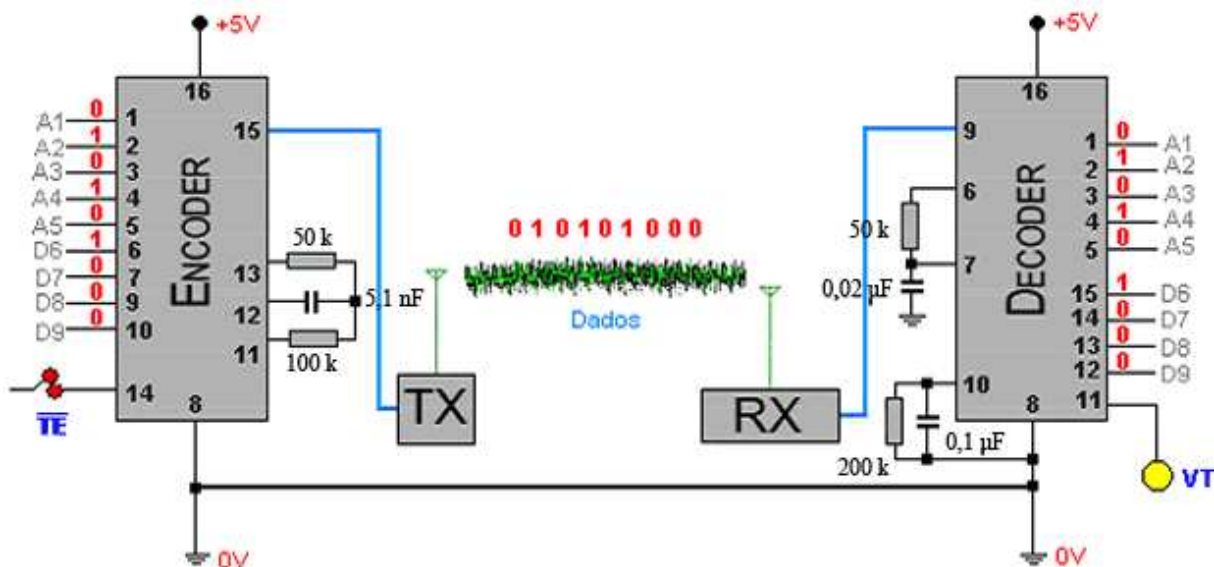 +5V
16
ENCODER
A1 0 1
A2 1 2
A3 0 3
A4 1 4
A5 0 5
D6 1 6
D7 0 7
D8 0 9
D9 0 10
TE 14
8
15
13 50 k
12 5,1 nF
11 100 k
0V
TX
0 1 0 1 0 1 0 0 0
Dados
RX
+5V
16
DECODER
9
6
50 k
7
0,02 µF
10
200 k
0,1 µF
8
1 0 A1
2 1 A2
3 0 A3
4 1 A4
5 0 A5
15 1 D6
14 0 D7
13 0 D8
12 0 D9
11
VT
0V